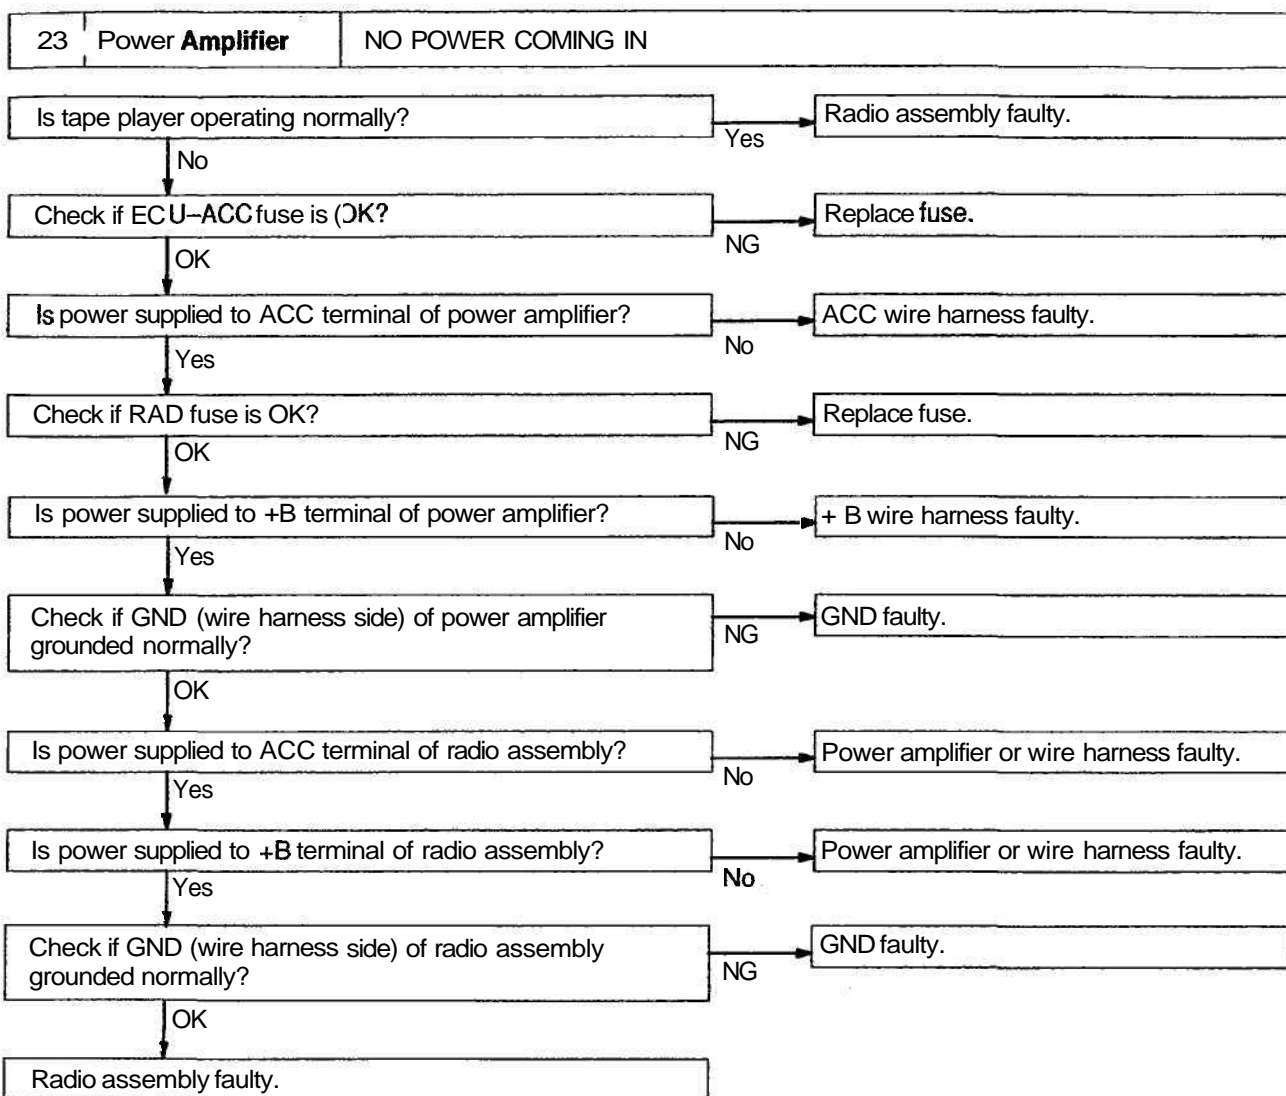 23 Power Amplifier NO POWER COMING IN
Is tape player operating normally?
Yes
Radio assembly faulty.
No
Check if ECU-ACC fuse is (OK?
NG
Replace fuse.
OK
Is power supplied to ACC terminal of power amplifier?
No
ACC wire harness faulty.
Yes
Check if RAD fuse is OK?
NG
Replace fuse.
OK
Is power supplied to +B terminal of power amplifier?
No
+ B wire harness faulty.
Yes
Check if GND (wire harness side) of power amplifier
grounded normally?
NG
GND faulty.
OK
Is power supplied to ACC terminal of radio assembly?
No
Power amplifier or wire harness faulty.
Yes
Is power supplied to +B terminal of radio assembly?
No
Power amplifier or wire harness faulty.
Yes
Check if GND (wire harness side) of radio assembly
grounded normally?
NG
GND faulty.
OK
Radio assembly faulty.